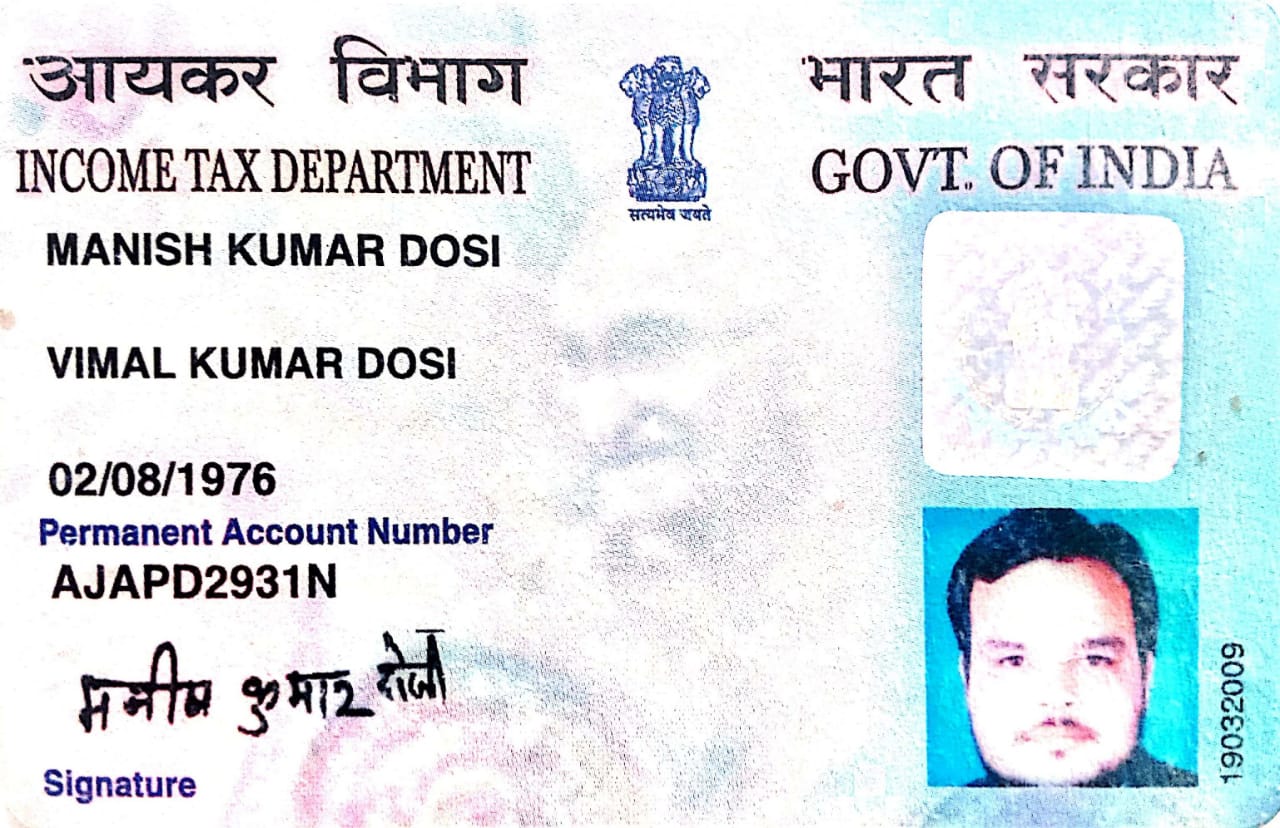 आयकर विभाग
भारत सरकार
सत्यमेव जयते
INCOME TAX DEPARTMENT
GOVT. OF INDIA
MANISH KUMAR DOSI
VIMAL KUMAR DOSI
02/08/1976
Permanent Account Number
AJAPD2931N
मनीष कुमार दोसी
Signature
19032009